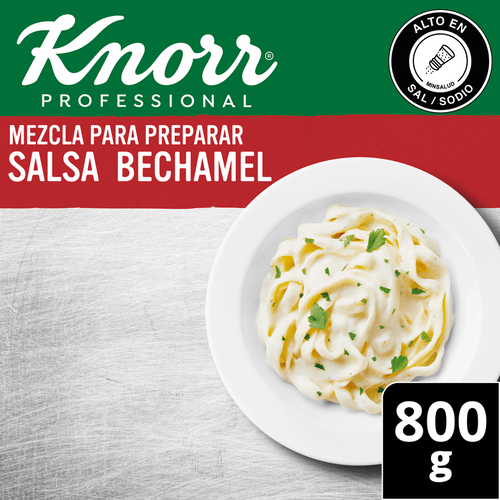 Knorr®
PROFESSIONAL
ALTO EN
MINSALUD
SAL / SODIO
MEZCLA PARA PREPARAR
SALSA BECHAMEL
800
g